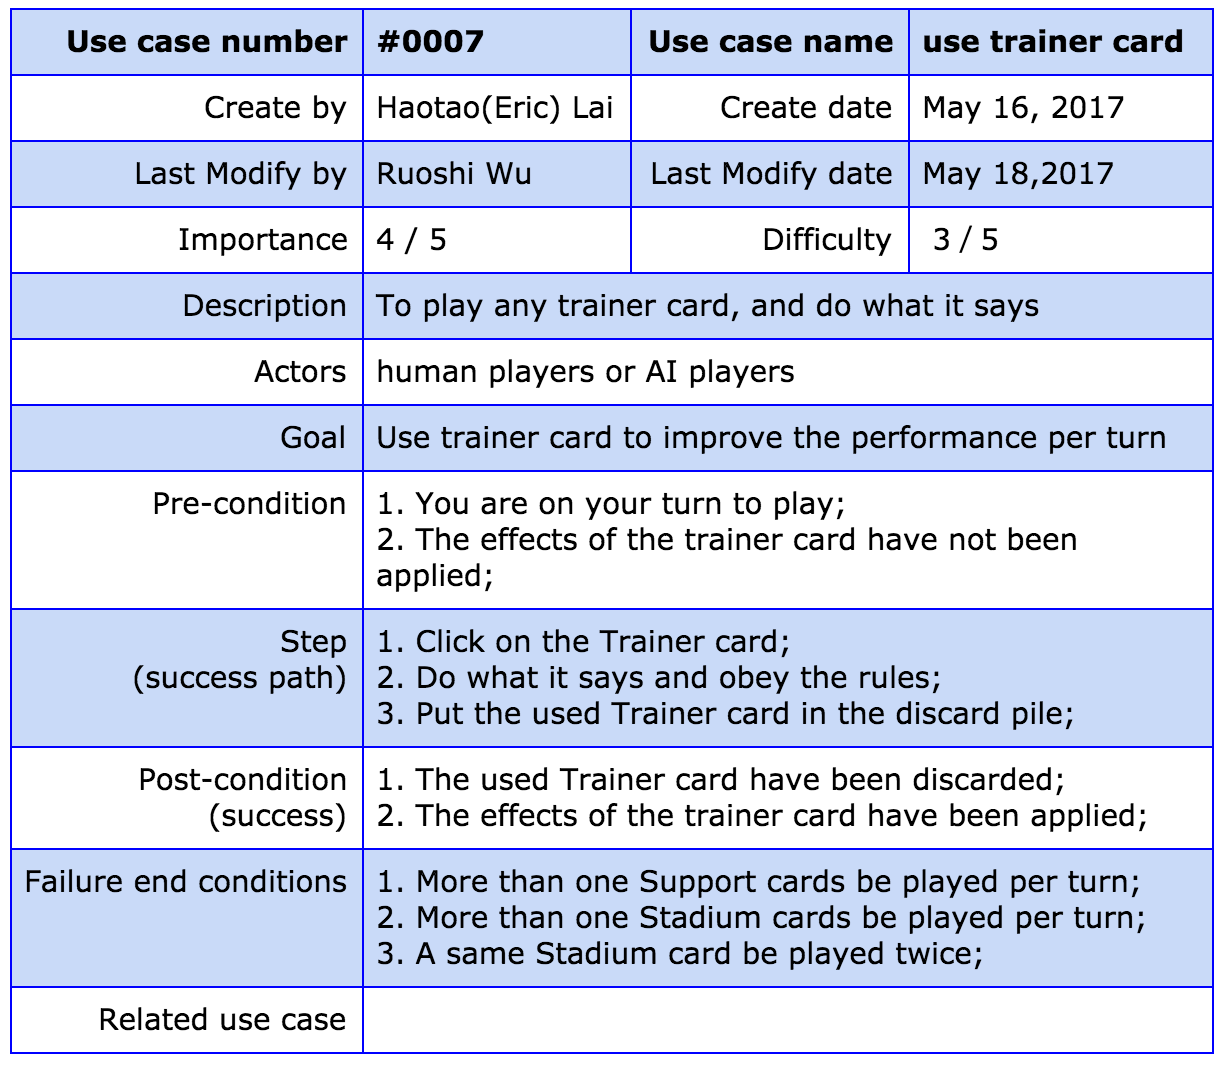 Use case number #0007 Use case name use trainer card
Create by Haotao(Eric) Lai Create date May 16, 2017
Last Modify by Ruoshi Wu Last Modify date May 18,2017
Importance 4 / 5 Difficulty 3 / 5
Description To play any trainer card, and do what it says
Actors human players or AI players
Goal Use trainer card to improve the performance per turn
Pre-condition 1. You are on your turn to play;
2. The effects of the trainer card have not been
applied;
Step 1. Click on the Trainer card;
(success path) 2. Do what it says and obey the rules;
3. Put the used Trainer card in the discard pile;
Post-condition 1. The used Trainer card have been discarded;
(success) 2. The effects of the trainer card have been applied;
Failure end conditions 1. More than one Support cards be played per turn;
2. More than one Stadium cards be played per turn;
3. A same Stadium card be played twice;
Related use case